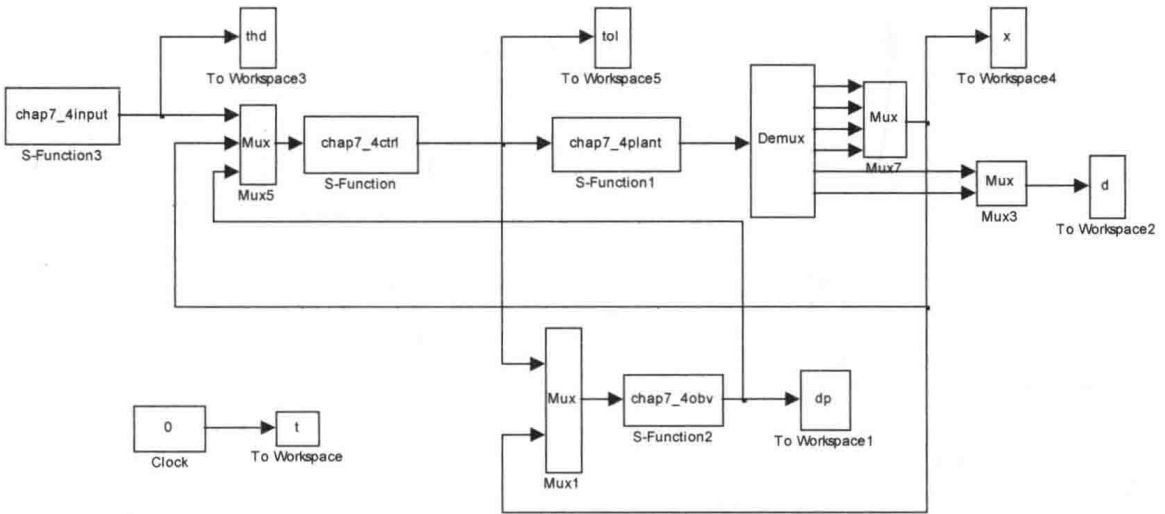 thd
To Workspace3
tol
To Workspace5
x
To Workspace4
chap7_4input
S-Function3
Mux
Mux5
chap7_4ctrl
S-Function
chap7_4plant
S-Function1
Demux
Mux
Mux7
Mux
Mux3
d
To Workspace2
Mux
Mux1
chap7_4obv
S-Function2
dp
To Workspace1
0
Clock
t
To Workspace